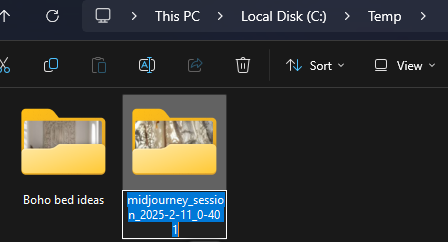 This PC
Local Disk (C:)
Temp
Sort
View
Boho bed ideas
midjourney_sessio
n_2025-2-11_0-40
1